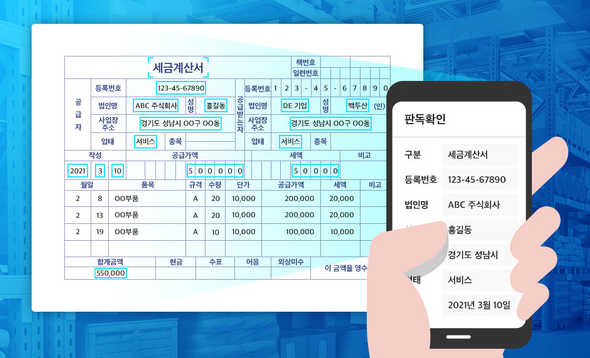 세금계산서
책번호
일련번호
공급자
등록번호 123-45-67890
법인명 ABC 주식회사 성명 홍길동
사업장 주소 경기도 성남시 OO구 OO동
업태 서비스 종목
공급받는자
등록번호 1 2 3 - 4 5 - 6 7 8 9 0
법인명 DE 기업 성명 백두산 (인)
사업장 주소 경기도 성남시 OO구 OO동
업태 서비스 종목
작성 공급가액 세액 비고
2021 3 10 5 0 0 0 0 0 5 0 0 0 0
월일 품목 규격 수량 단가 공급가액 세액 비고
2 8 OO부품 A 20 10,000 200,000 20,000
2 13 OO부품 A 20 10,000 200,000 20,000
2 19 OO부품 A 10 10,000 100,000 10,000
합계금액 현금 수표 어음 외상미수 이 금액을 영수
550,000
판독확인
구분 세금계산서
등록번호 123-45-67890
법인명 ABC 주식회사
홍길동
경기도 성남시
서비스
2021년 3월 10일